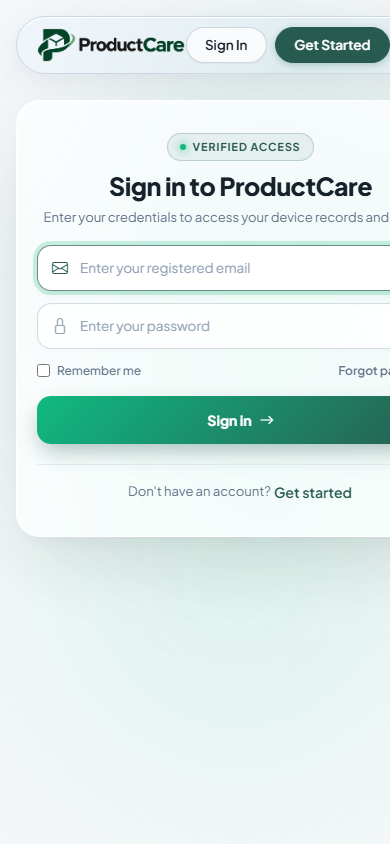 ProductCare Sign In Get Started
VERIFIED ACCESS
Sign in to ProductCare
Enter your credentials to access your device records and
Enter your registered email
Enter your password
Remember me Forgot
Sign In →
Don't have an account? Get started